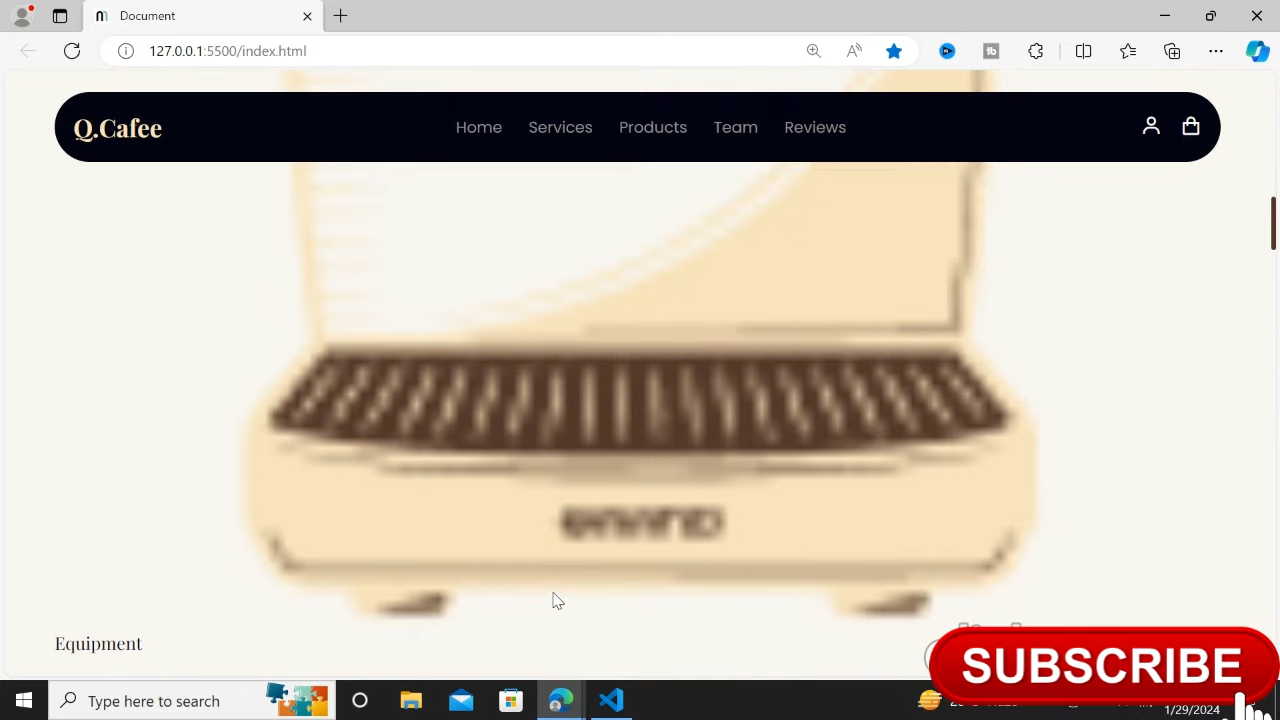 Document
127.0.0.1:5500/index.html
Q.Cafee
Home Services Products Team Reviews
Equipment
SUBSCRIBE
Type here to search
1/29/2024